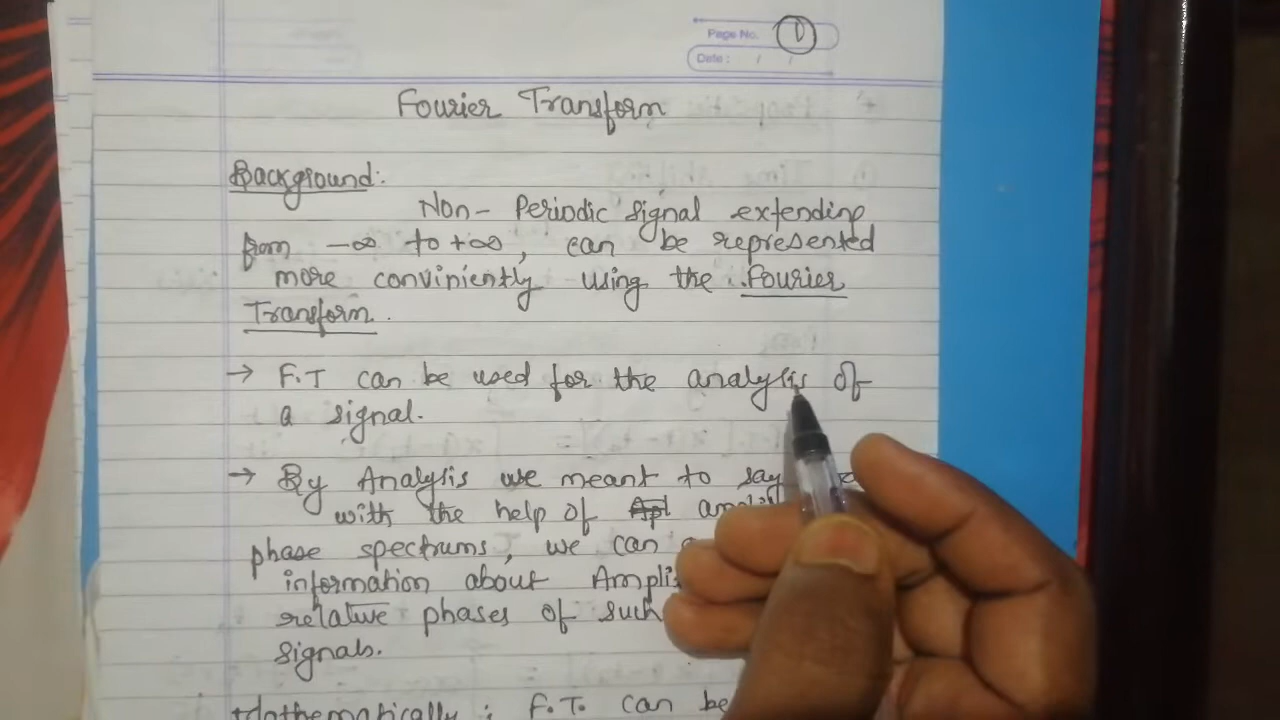 Page No. 1
Date : / /
Fourier Transform
Background:
Non- Periodic Signal extending
from -∞ to +∞, can be represented
more conviniently using the Fourier
Transform.
→ F.T can be used for the analysis of
a signal.
→ By Analysis we meant to say
with the help of
phase spectrums, we can
information about
relative phases of such
signals.
Mathematically : F.T. can be